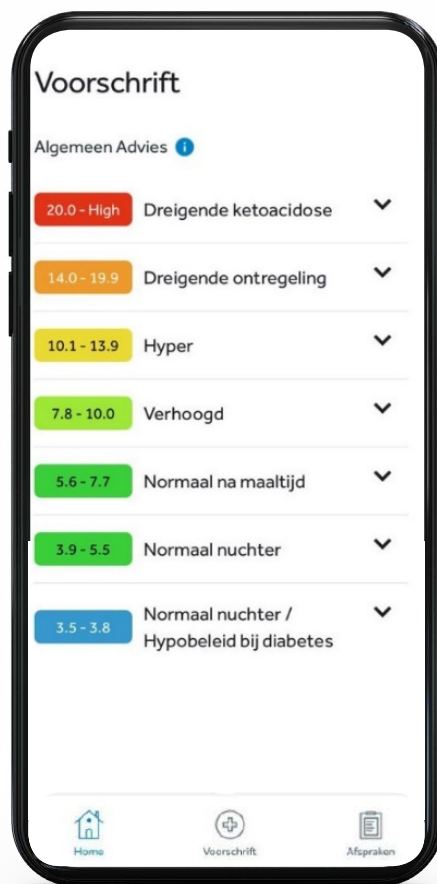 Voorschrift
Algemeen Advies i
20.0 - High Dreigende ketoacidose
14.0 - 19.9 Dreigende ontregeling
10.1 - 13.9 Hyper
7.8 - 10.0 Verhoogd
5.6 - 7.7 Normaal na maaltijd
3.9 - 5.5 Normaal nuchter
3.5 - 3.8 Normaal nuchter /
Hypobeleid bij diabetes
Home Voorschrift Afspraken